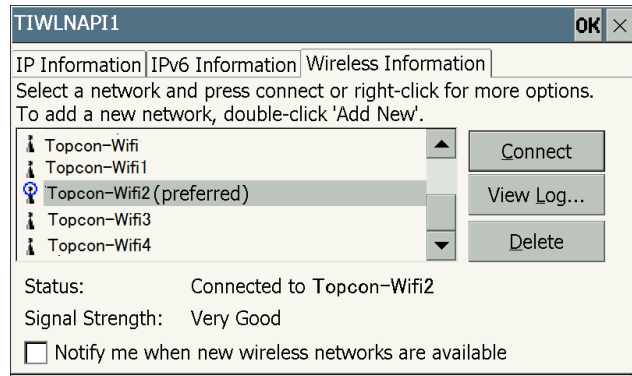 TIWLNAPI1 OK ×
IP Information IPv6 Information Wireless Information
Select a network and press connect or right-click for more options.
To add a new network, double-click 'Add New'.
Topcon-Wifi
Topcon-Wifi1
Topcon-Wifi2 (preferred)
Topcon-Wifi3
Topcon-Wifi4
Connect
View Log...
Delete
Status: Connected to Topcon-Wifi2
Signal Strength: Very Good
Notify me when new wireless networks are available